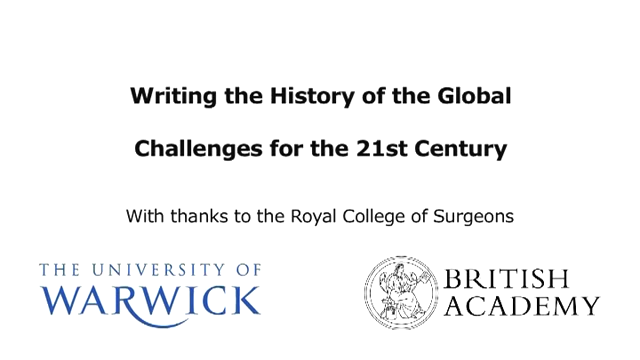 Writing the History of the Global
Challenges for the 21st Century
With thanks to the Royal College of Surgeons
THE UNIVERSITY OF
WARWICK
BRITISH
ACADEMY